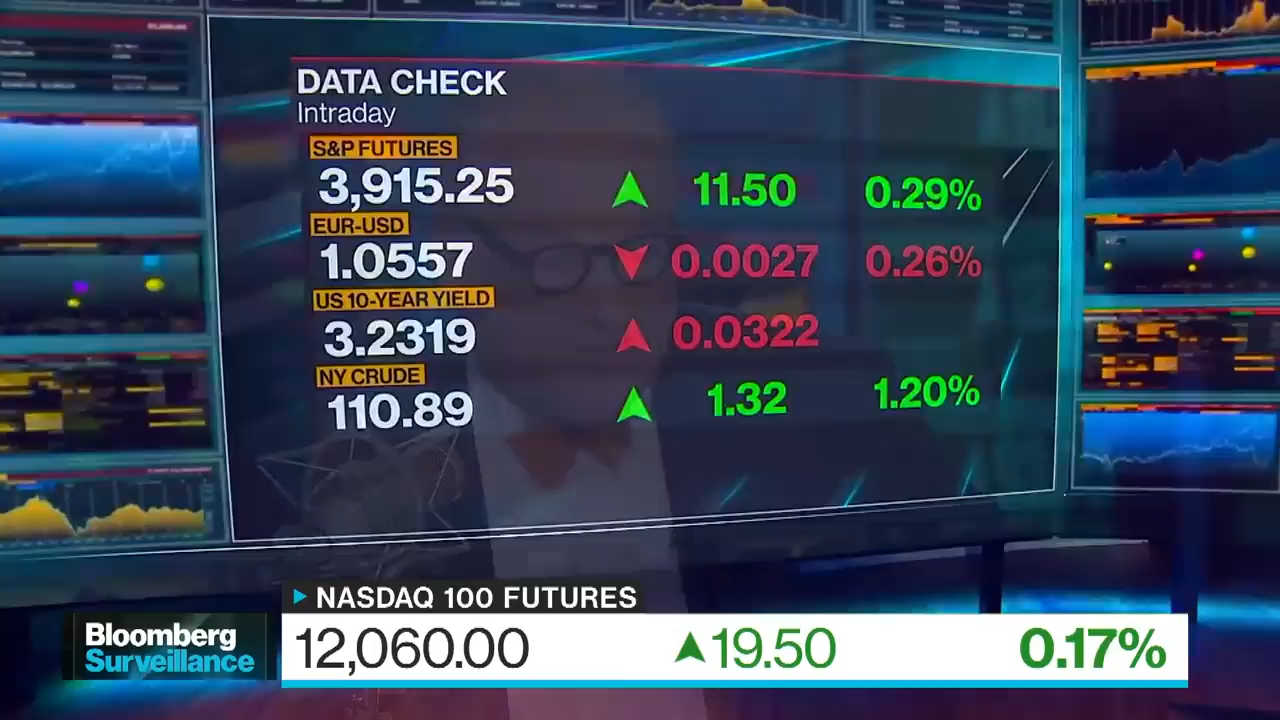 DATA CHECK
Intraday
S&P FUTURES
3,915.25 ▲ 11.50 0.29%
EUR-USD
1.0557 ▼ 0.0027 0.26%
US 10-YEAR YIELD
3.2319 ▲ 0.0322
NY CRUDE
110.89 ▲ 1.32 1.20%
NASDAQ 100 FUTURES
Bloomberg
Surveillance
12,060.00 ▲19.50 0.17%